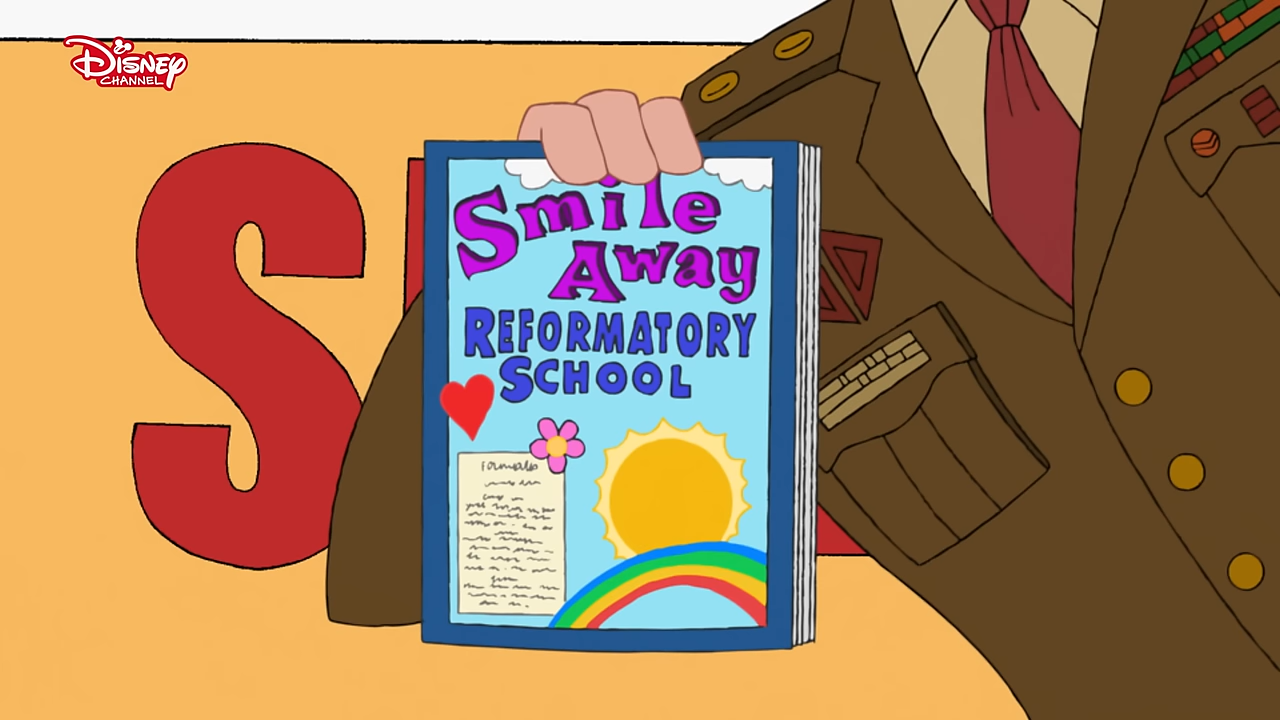 Disney
CHANNEL
S
Smile
Away
REFORMATORY
SCHOOL